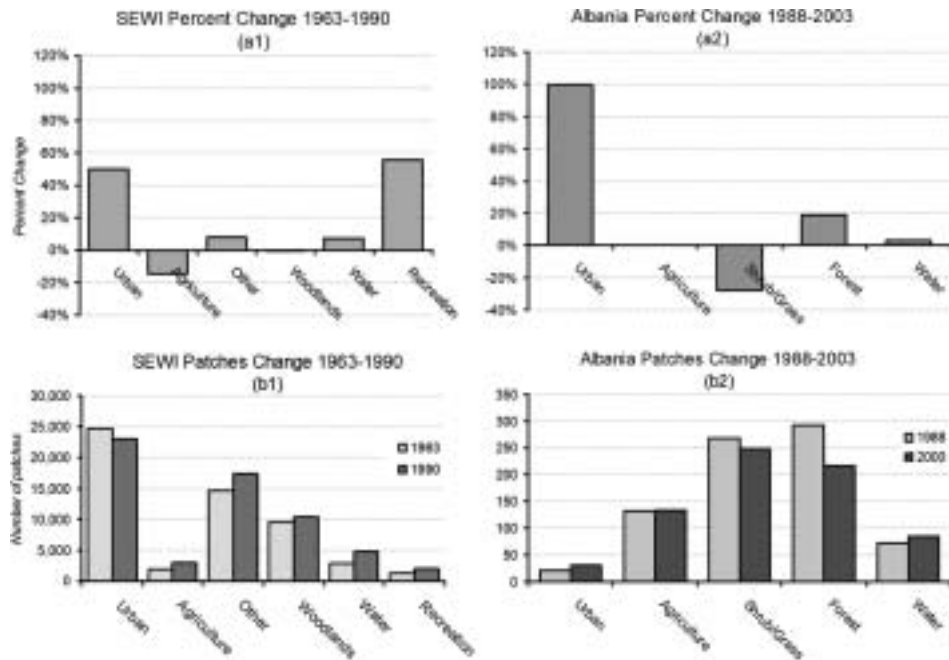 SEWI Percent Change 1963-1990
(a1)
120%
100%
80%
60%
40%
20%
0%
-20%
-40%
Percent Change
Urban
Agriculture
Other
Woodlands
Water
Recreation
Albania Percent Change 1988-2003
(a2)
120%
100%
80%
60%
40%
20%
0%
-20%
-40%
Urban
Agriculture
Shrub/Grass
Forest
Water
SEWI Patches Change 1963-1990
(b1)
30,000
25,000
20,000
15,000
10,000
5,000
0
Number of patches
1963
1990
Urban
Agriculture
Other
Woodlands
Water
Recreation
Albania Patches Change 1988-2003
(b2)
350
300
250
200
150
100
50
0
1988
2003
Urban
Agriculture
Shrub/Grass
Forest
Water